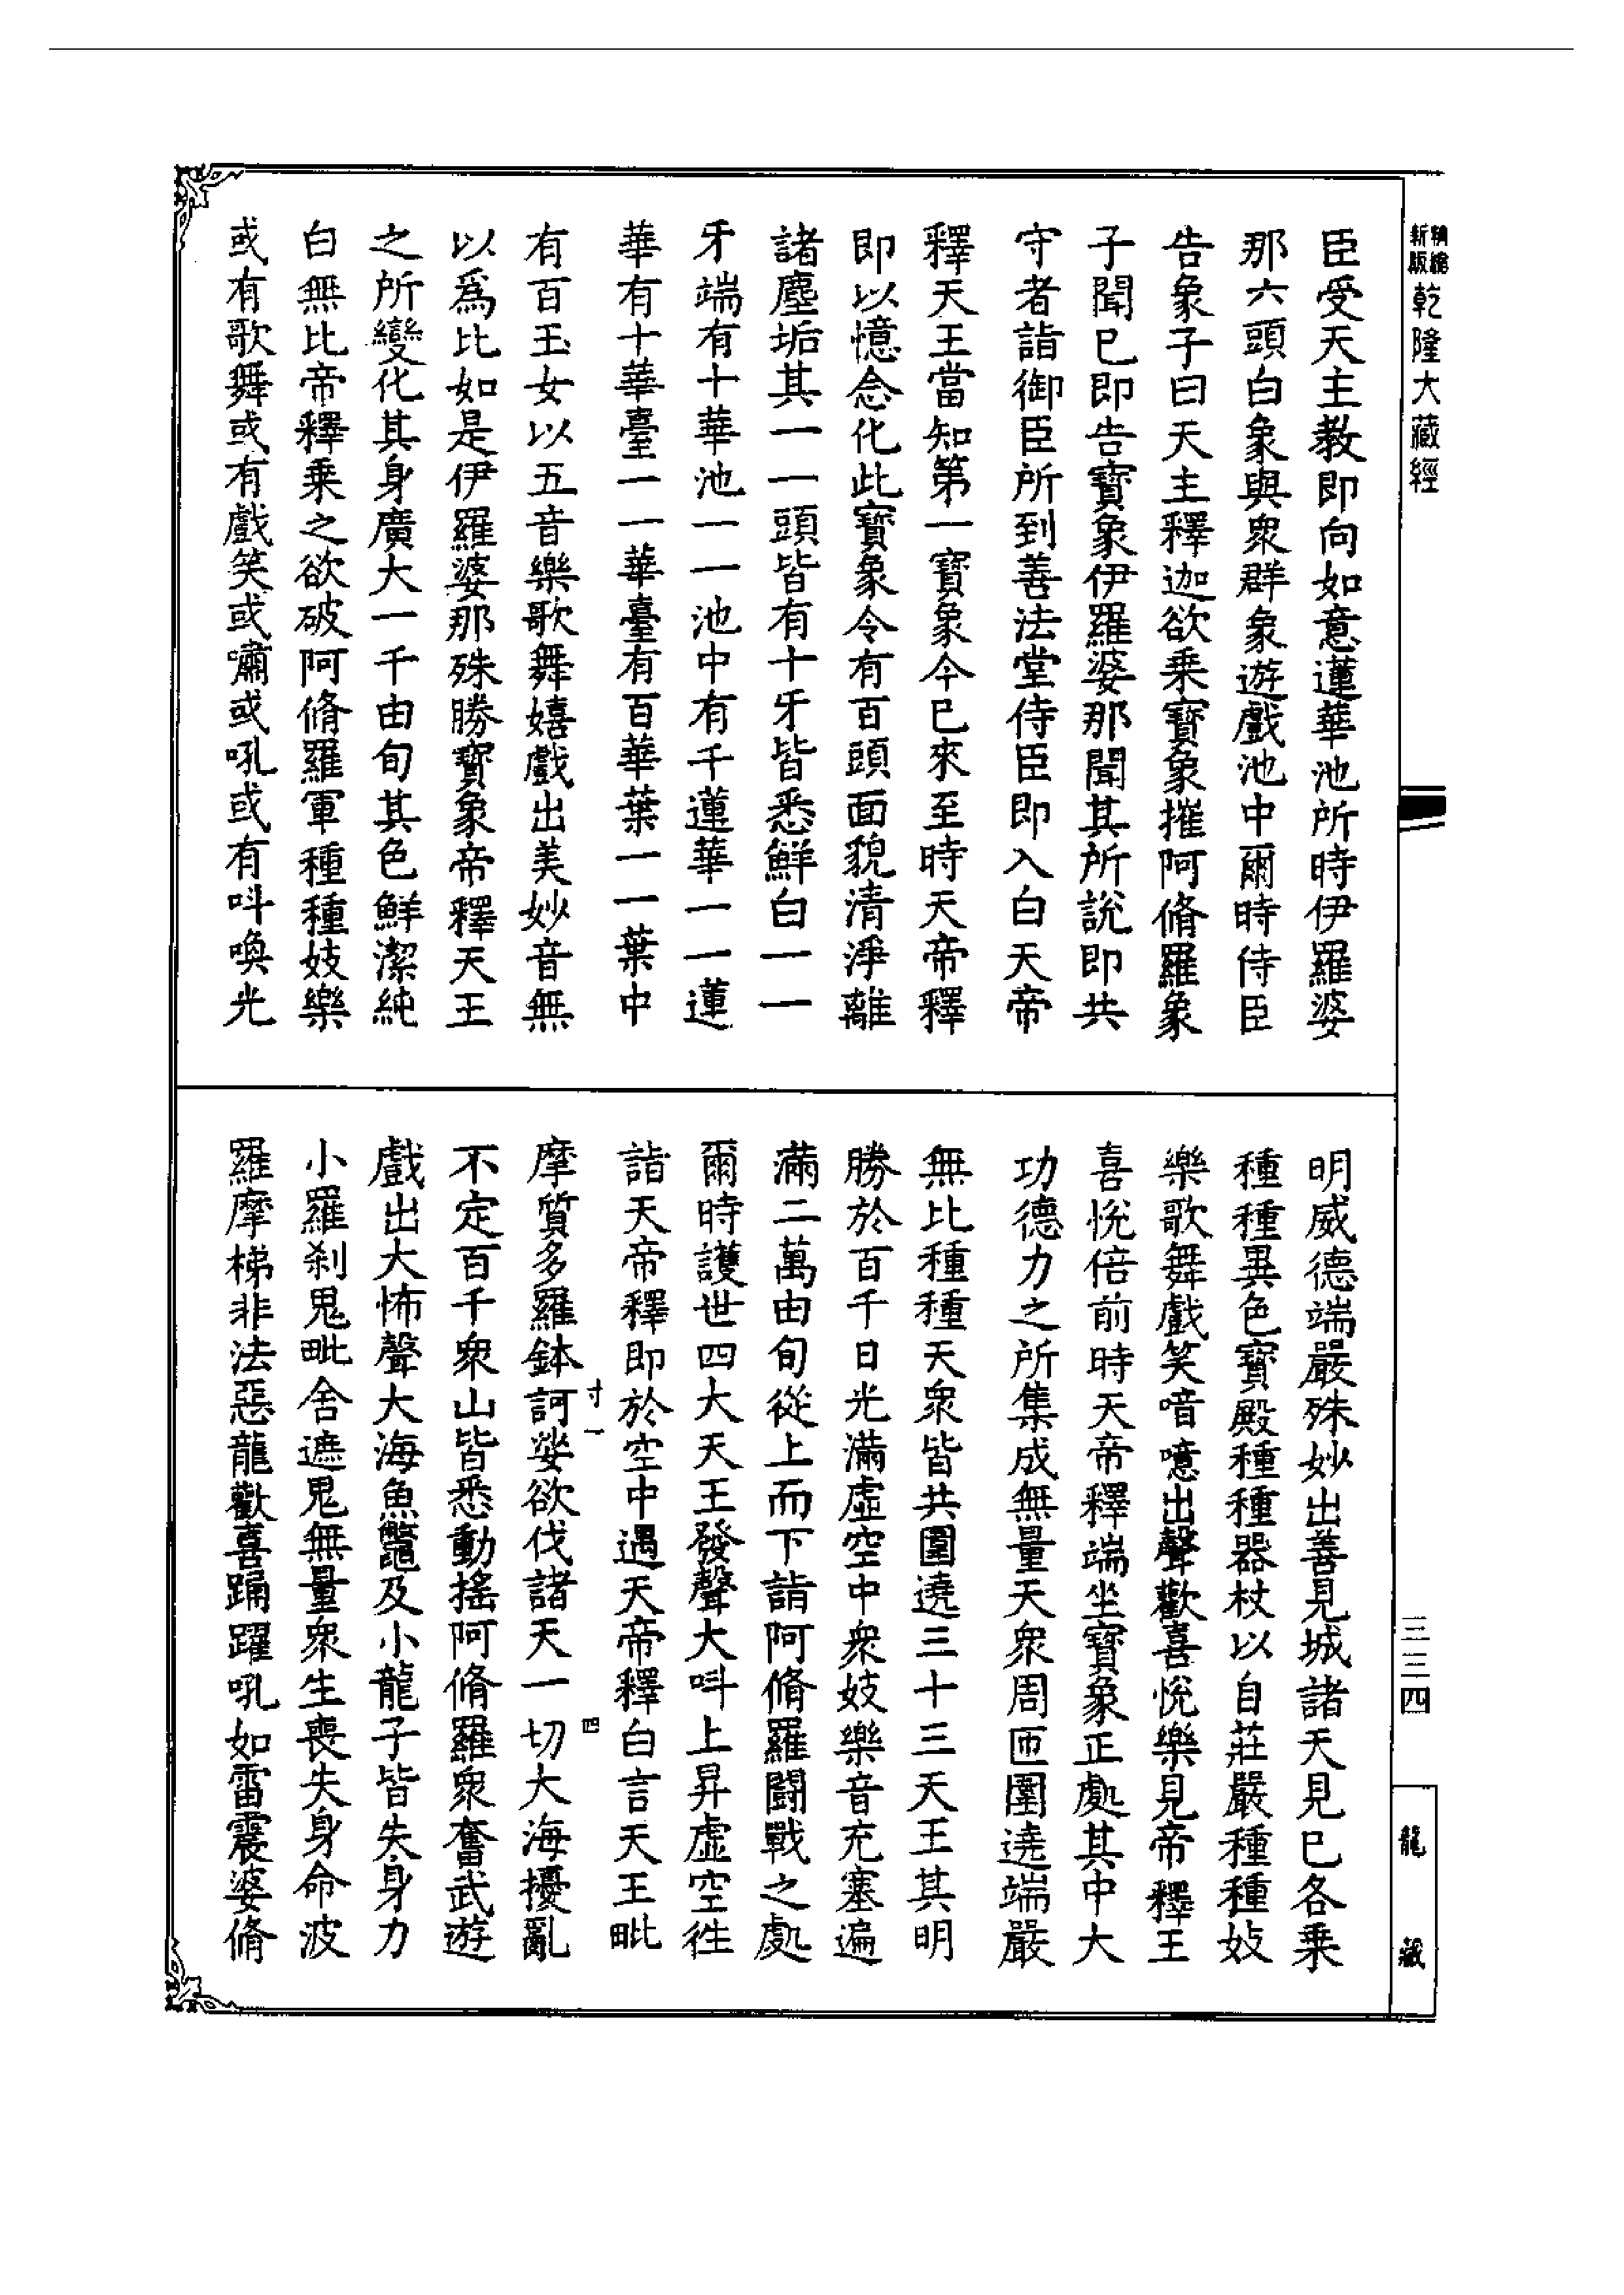 新版精縮乾隆大藏經
臣受天主教即向如意蓮華池所時伊羅婆
那六頭白象與衆群象遊戲池中爾時侍臣
告象子曰天主釋迦欲乗寳象摧阿脩羅象
子聞已即告寳象伊羅婆那聞其所說即共
守者詣御臣所到善法堂侍臣即入白天帝
釋天王當知第一寳象今已來至時天帝釋
即以憶念化此寳象令有百頭面貌清淨離
諸塵垢其一一頭皆有十牙皆悉鮮白一一
牙端有十華池一一池中有千蓮華一一蓮
華有十華臺一一華臺有百華葉一一葉中
有百玉女以五音樂歌舞嬉戲出美妙音無
以爲比如是伊羅婆那殊勝寳象帝釋天王
之所變化其身廣大一千由旬其色鮮潔純
白無比帝釋乗之欲破阿脩羅軍種種妓樂
或有歌舞或有戲笑或嘯或吼或有呌喚光
明威德端嚴殊妙出善見城諸天見已各乗
種種異色寳殿種種器杖以自莊嚴種種妓
樂歌舞戲笑喑噫出聲歡喜悅樂見帝釋王
喜悅倍前時天帝釋端坐寳象正處其中大
功德力之所集成無量天衆周匝圍遶端嚴
無比種種天衆皆共圍遶三十三天王其明
勝於百千日光滿虛空中衆妓樂音充塞遍
滿二萬由旬從上而下詣阿脩羅鬪戰之處
爾時護世四大天王發聲大呌上昇虛空徃
詣天帝釋即於空中遇天帝釋白言天王毗
摩質多羅鉢訶娑欲伐諸天一切大海擾亂
不定百千衆山皆悉動搖阿脩羅衆奮武遊
戲出大怖聲大海魚鼈及小龍子皆失身力
小羅刹鬼毗舍遮鬼無量衆生喪失身命波
羅摩梯非法惡龍歡喜踊躍吼如雷震婆脩
寸一
四
三三四
龍藏